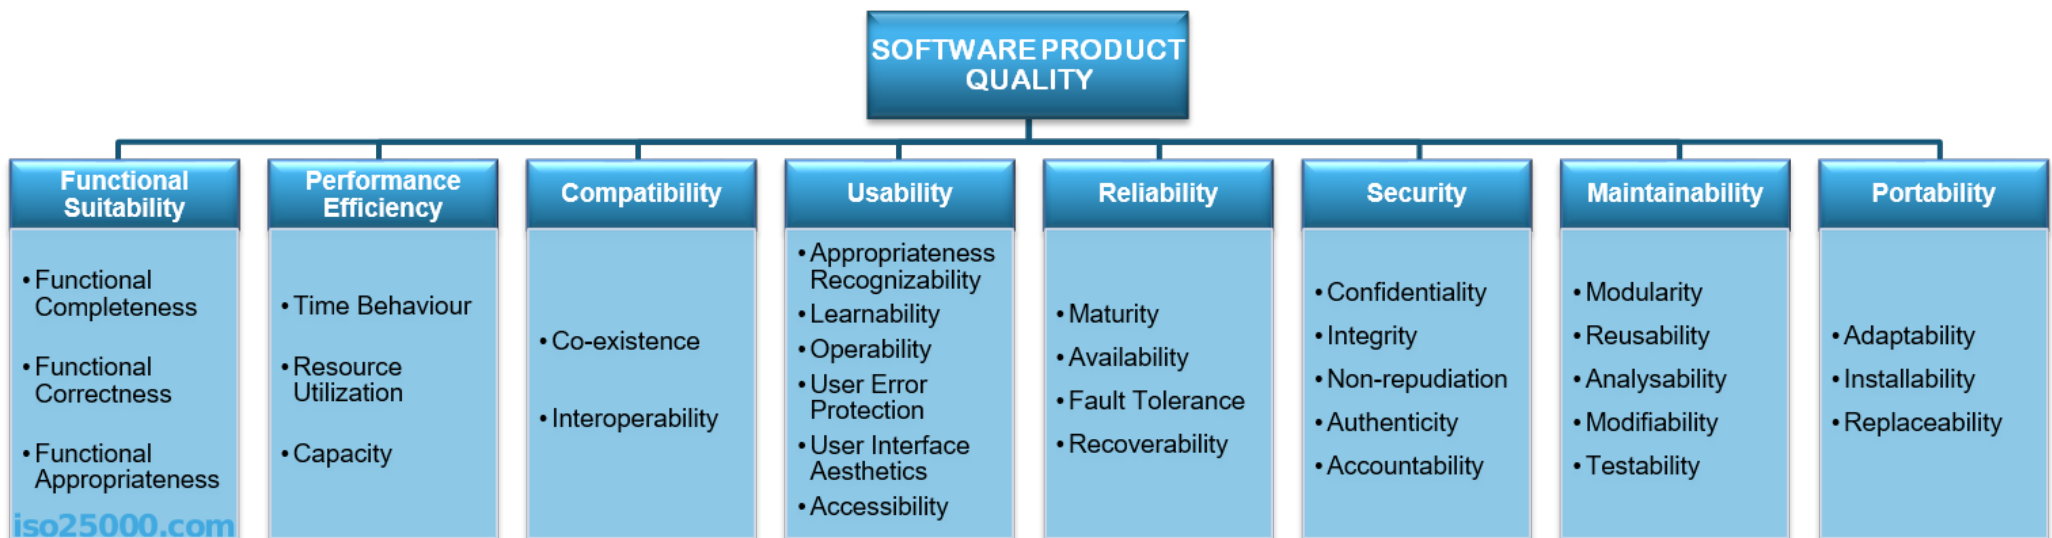 SOFTWARE PRODUCT
QUALITY
Functional
Suitability
• Functional
Completeness
• Functional
Correctness
• Functional
Appropriateness
iso25000.com
Performance
Efficiency
• Time Behaviour
• Resource
Utilization
• Capacity
Compatibility
• Co-existence
• Interoperability
Usability
• Appropriateness
Recognizability
• Learnability
• Operability
• User Error
Protection
• User Interface
Aesthetics
• Accessibility
Reliability
• Maturity
• Availability
• Fault Tolerance
• Recoverability
Security
• Confidentiality
• Integrity
• Non-repudiation
• Authenticity
• Accountability
Maintainability
• Modularity
• Reusability
• Analysability
• Modifiability
• Testability
Portability
• Adaptability
• Installability
• Replaceability